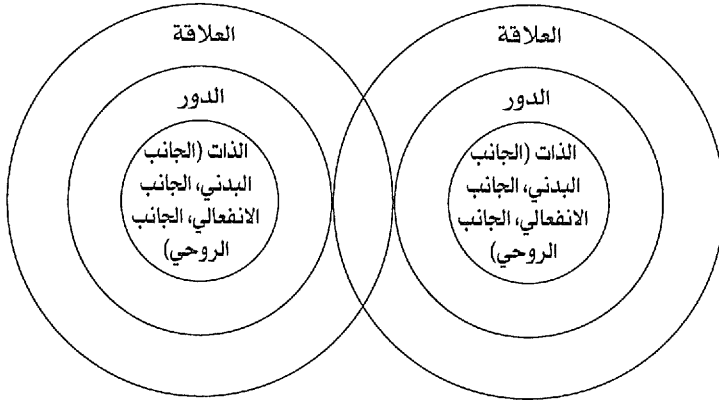 العلاقة
الدور
الذات (الجانب
البدني، الجانب
الانفعالي، الجانب
الروحي)
العلاقة
الدور
الذات (الجانب
البدني، الجانب
الانفعالي، الجانب
الروحي)